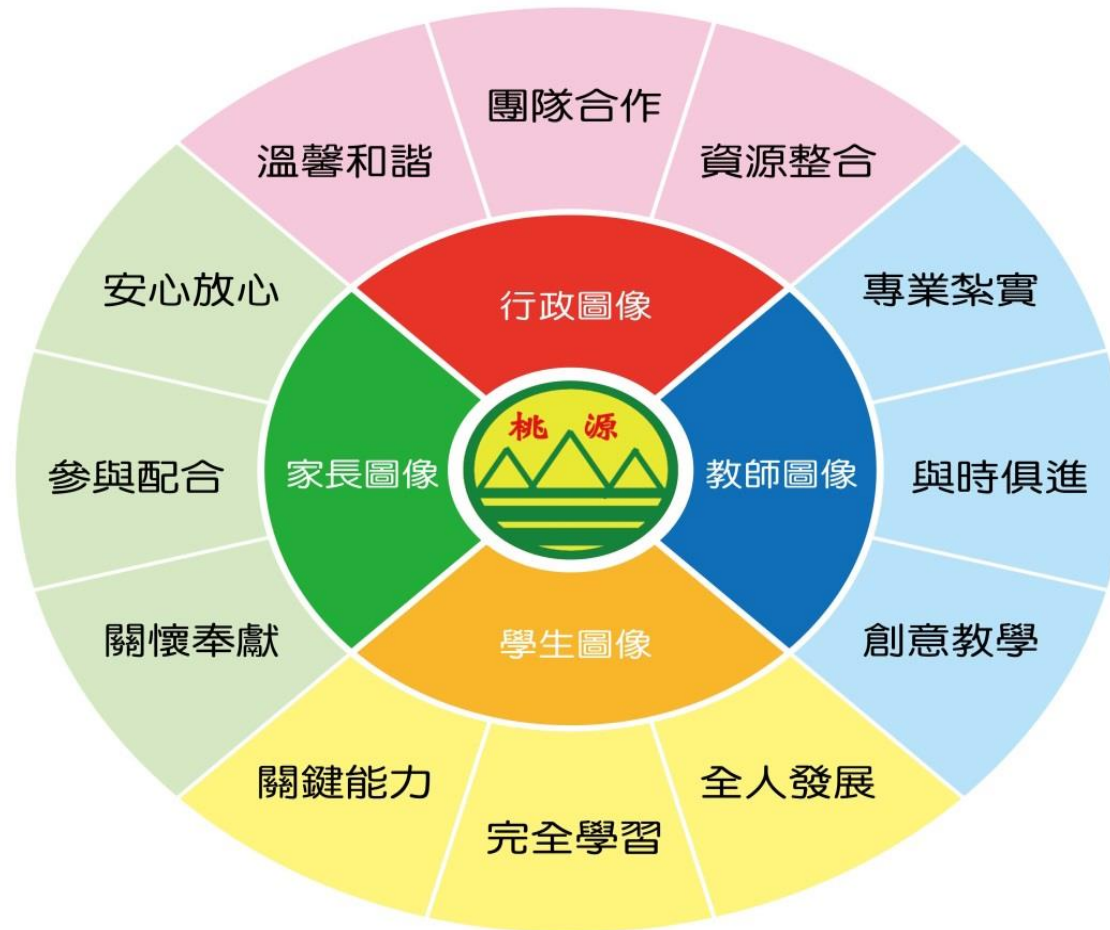 團隊合作
溫馨和諧
資源整合
安心放心
行政圖像
專業紮實
桃源
參與配合
家長圖像
教師圖像
與時俱進
關懷奉獻
學生圖像
創意教學
關鍵能力
全人發展
完全學習